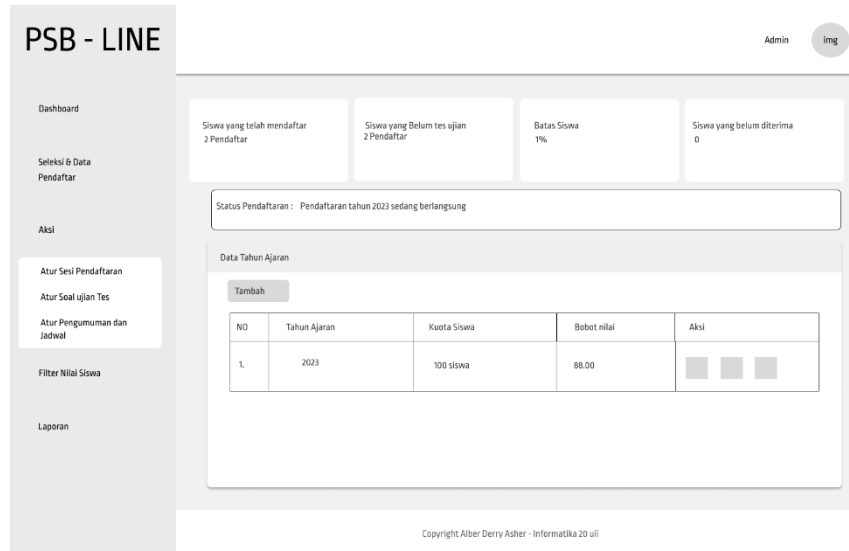 PSB - LINE
Admin
img
Dashboard
Seleksi & Data
Pendaftar
Aksi
Atur Sesi Pendaftaran
Atur Soal ujian Tes
Atur Pengumuman dan
Jadwal
Filter Nilai Siswa
Laporan
Siswa yang telah mendaftar
2 Pendaftar
Siswa yang Belum tes ujian
2 Pendaftar
Batas Siswa
1%
Siswa yang belum diterima
0
Status Pendaftaran : Pendaftaran tahun 2023 sedang berlangsung
Data Tahun Ajaran
Tambah
NO Tahun Ajaran Kuota Siswa Bobot nilai Aksi
1. 2023 100 siswa 88.00
Copyright Alber Derry Asher - Informatika 20 uii